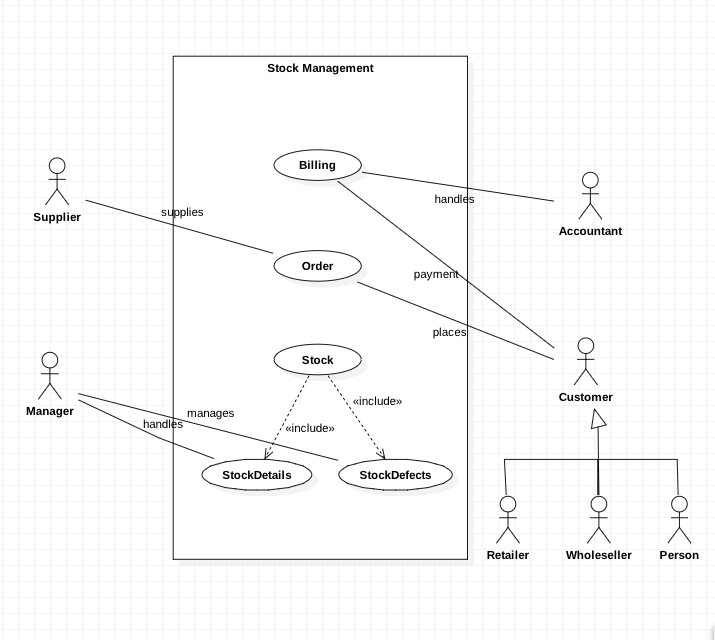 Stock Management
Billing
handles
Supplier
supplies
Accountant
Order
payment
places
Stock
Customer
Manager
manages
handles
«include»
«include»
StockDetails
StockDefects
Retailer
Wholeseller
Person